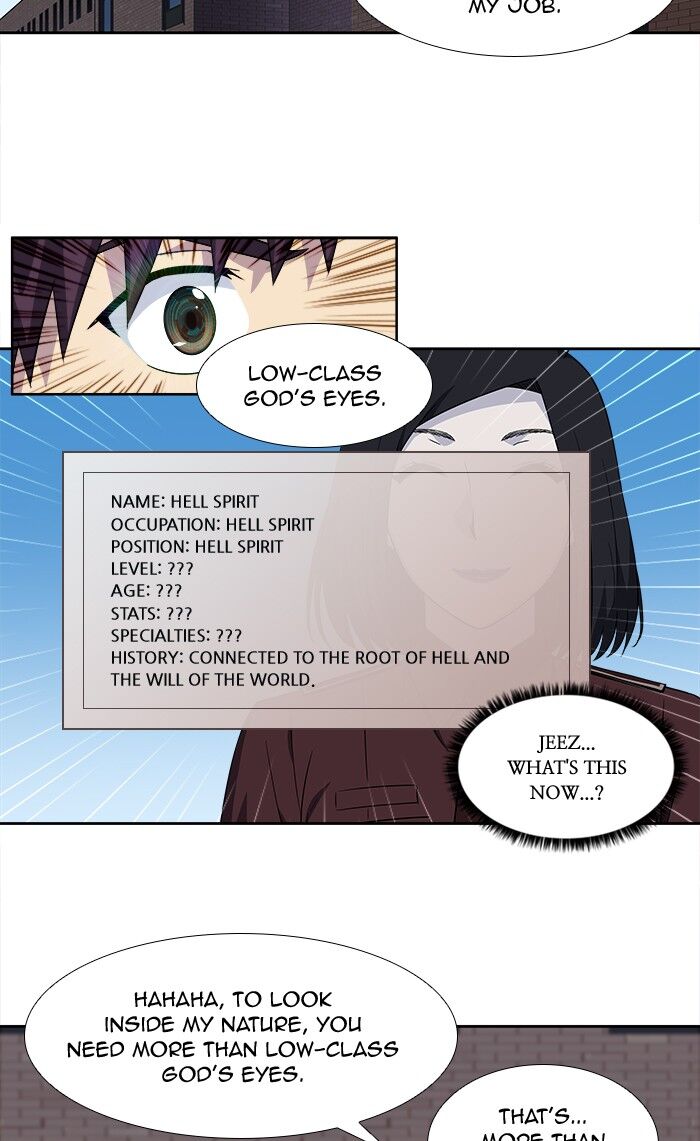 MY JOB.
LOW-CLASS
GOD'S EYES.
NAME: HELL SPIRIT
OCCUPATION: HELL SPIRIT
POSITION: HELL SPIRIT
LEVEL: ???
AGE: ???
STATS: ???
SPECIALTIES: ???
HISTORY: CONNECTED TO THE ROOT OF HELL AND
THE WILL OF THE WORLD.
JEEZ...
WHAT'S THIS
NOW...?
HAHAHA, TO LOOK
INSIDE MY NATURE, YOU
NEED MORE THAN LOW-CLASS
GOD'S EYES.
THAT'S...
MORE THAN